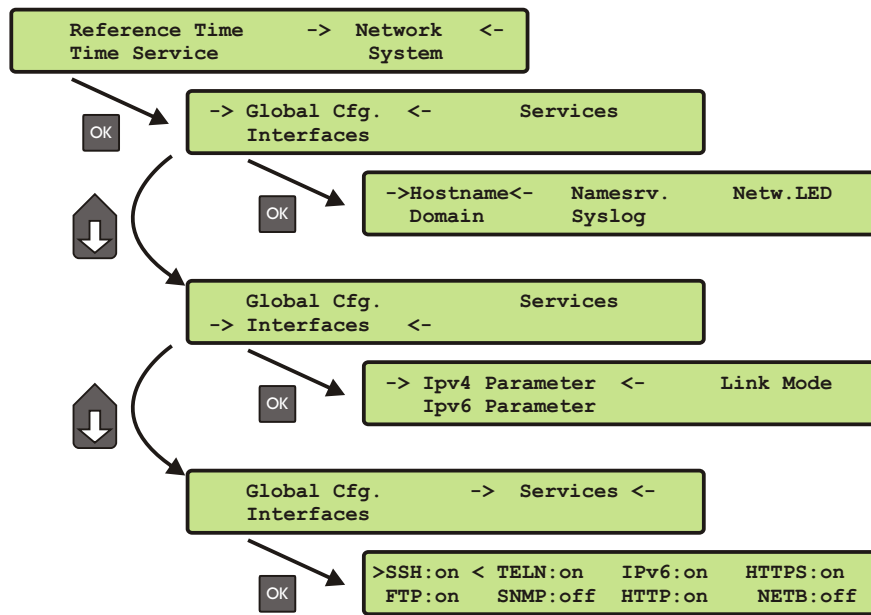 Reference Time -> Network <-
Time Service System
OK
-> Global Cfg. <- Services
Interfaces
OK
->Hostname<- Namesrv. Netw.LED
Domain Syslog
Global Cfg. Services
-> Interfaces <-
OK
-> Ipv4 Parameter <- Link Mode
Ipv6 Parameter
Global Cfg. -> Services <-
Interfaces
OK
>SSH:on < TELN:on IPv6:on HTTPS:on
FTP:on SNMP:off HTTP:on NETB:off